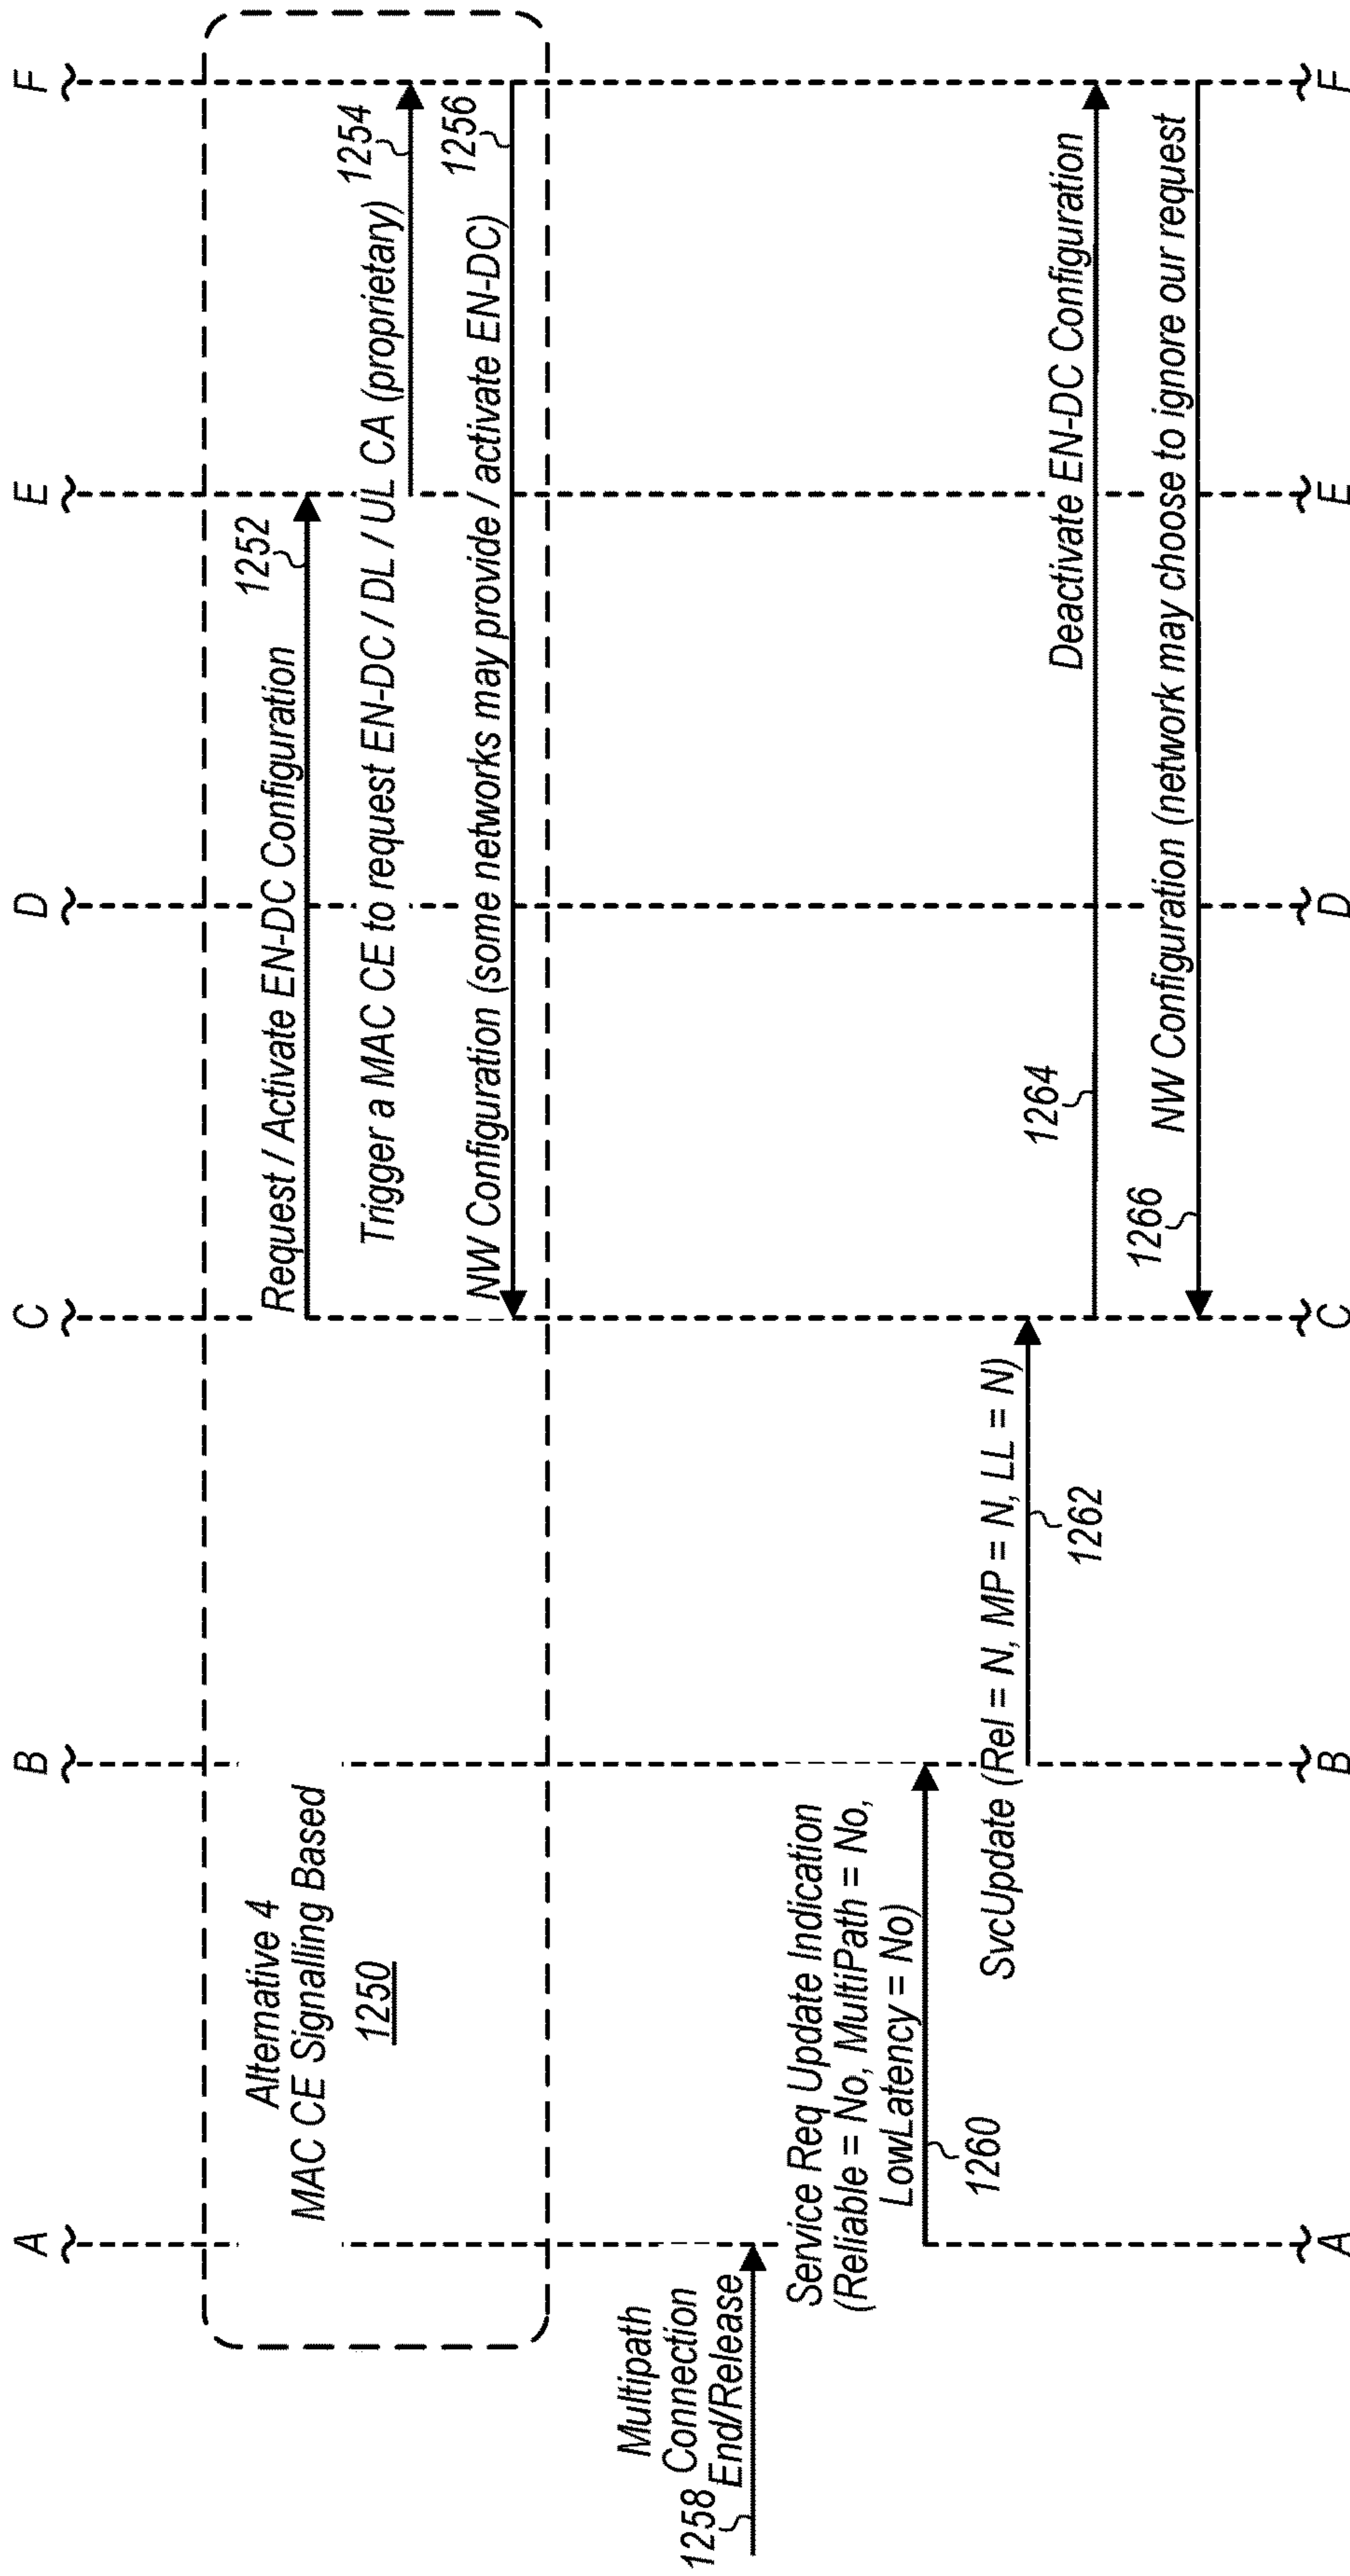 A
B
C
D
E
F
Alternative 4
MAC CE Signalling Based
1250
Request / Activate EN-DC Configuration
1252
Trigger a MAC CE to request EN-DC / DL / UL CA (proprietary)
1254
NW Configuration (some networks may provide / activate EN-DC)
1256
Multipath
Connection
End/Release
1258
Service Req Update Indication
(Reliable = No, MultiPath = No,
LowLatency = No)
1260
SvcUpdate (Rel = N, MP = N, LL = N)
1262
Deactivate EN-DC Configuration
1264
NW Configuration (network may choose to ignore our request
1266
A
B
C
D
E
F